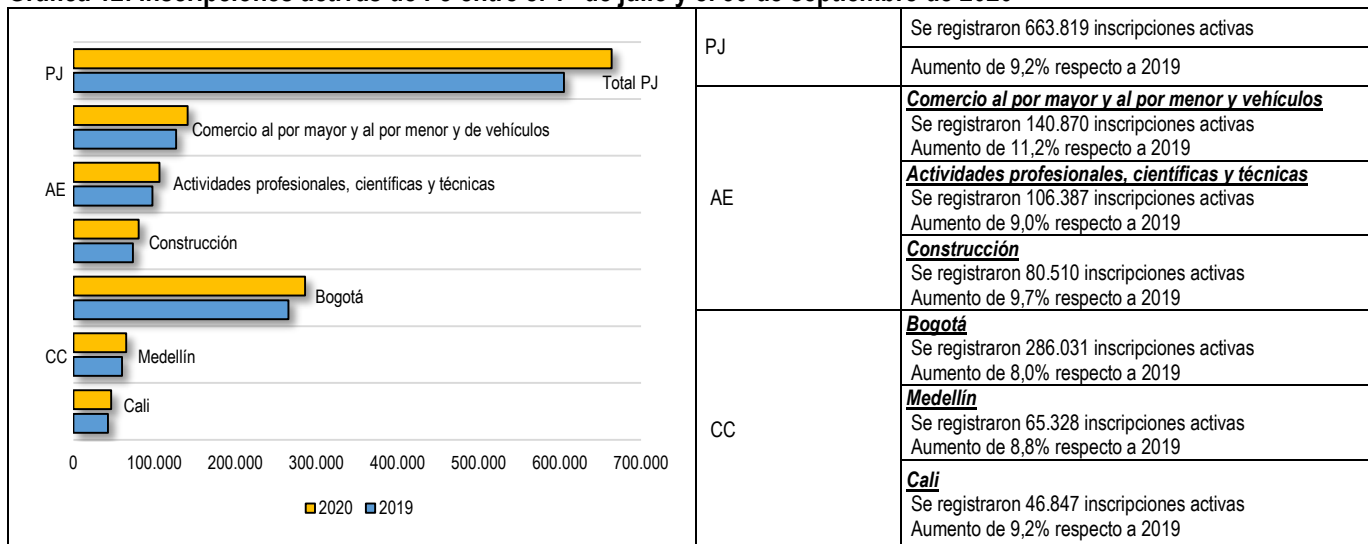 PJ
Total PJ
Comercio al por mayor y al por menor y de vehículos
AE
Actividades profesionales, científicas y técnicas
Construcción
Bogotá
CC
Medellín
Cali
0 100.000 200.000 300.000 400.000 500.000 600.000 700.000
2020 2019
PJ
Se registraron 663.819 inscripciones activas
Aumento de 9,2% respecto a 2019
AE
Comercio al por mayor y al por menor y vehículos
Se registraron 140.870 inscripciones activas
Aumento de 11,2% respecto a 2019
Actividades profesionales, científicas y técnicas
Se registraron 106.387 inscripciones activas
Aumento de 9,0% respecto a 2019
Construcción
Se registraron 80.510 inscripciones activas
Aumento de 9,7% respecto a 2019
CC
Bogotá
Se registraron 286.031 inscripciones activas
Aumento de 8,0% respecto a 2019
Medellín
Se registraron 65.328 inscripciones activas
Aumento de 8,8% respecto a 2019
Cali
Se registraron 46.847 inscripciones activas
Aumento de 9,2% respecto a 2019